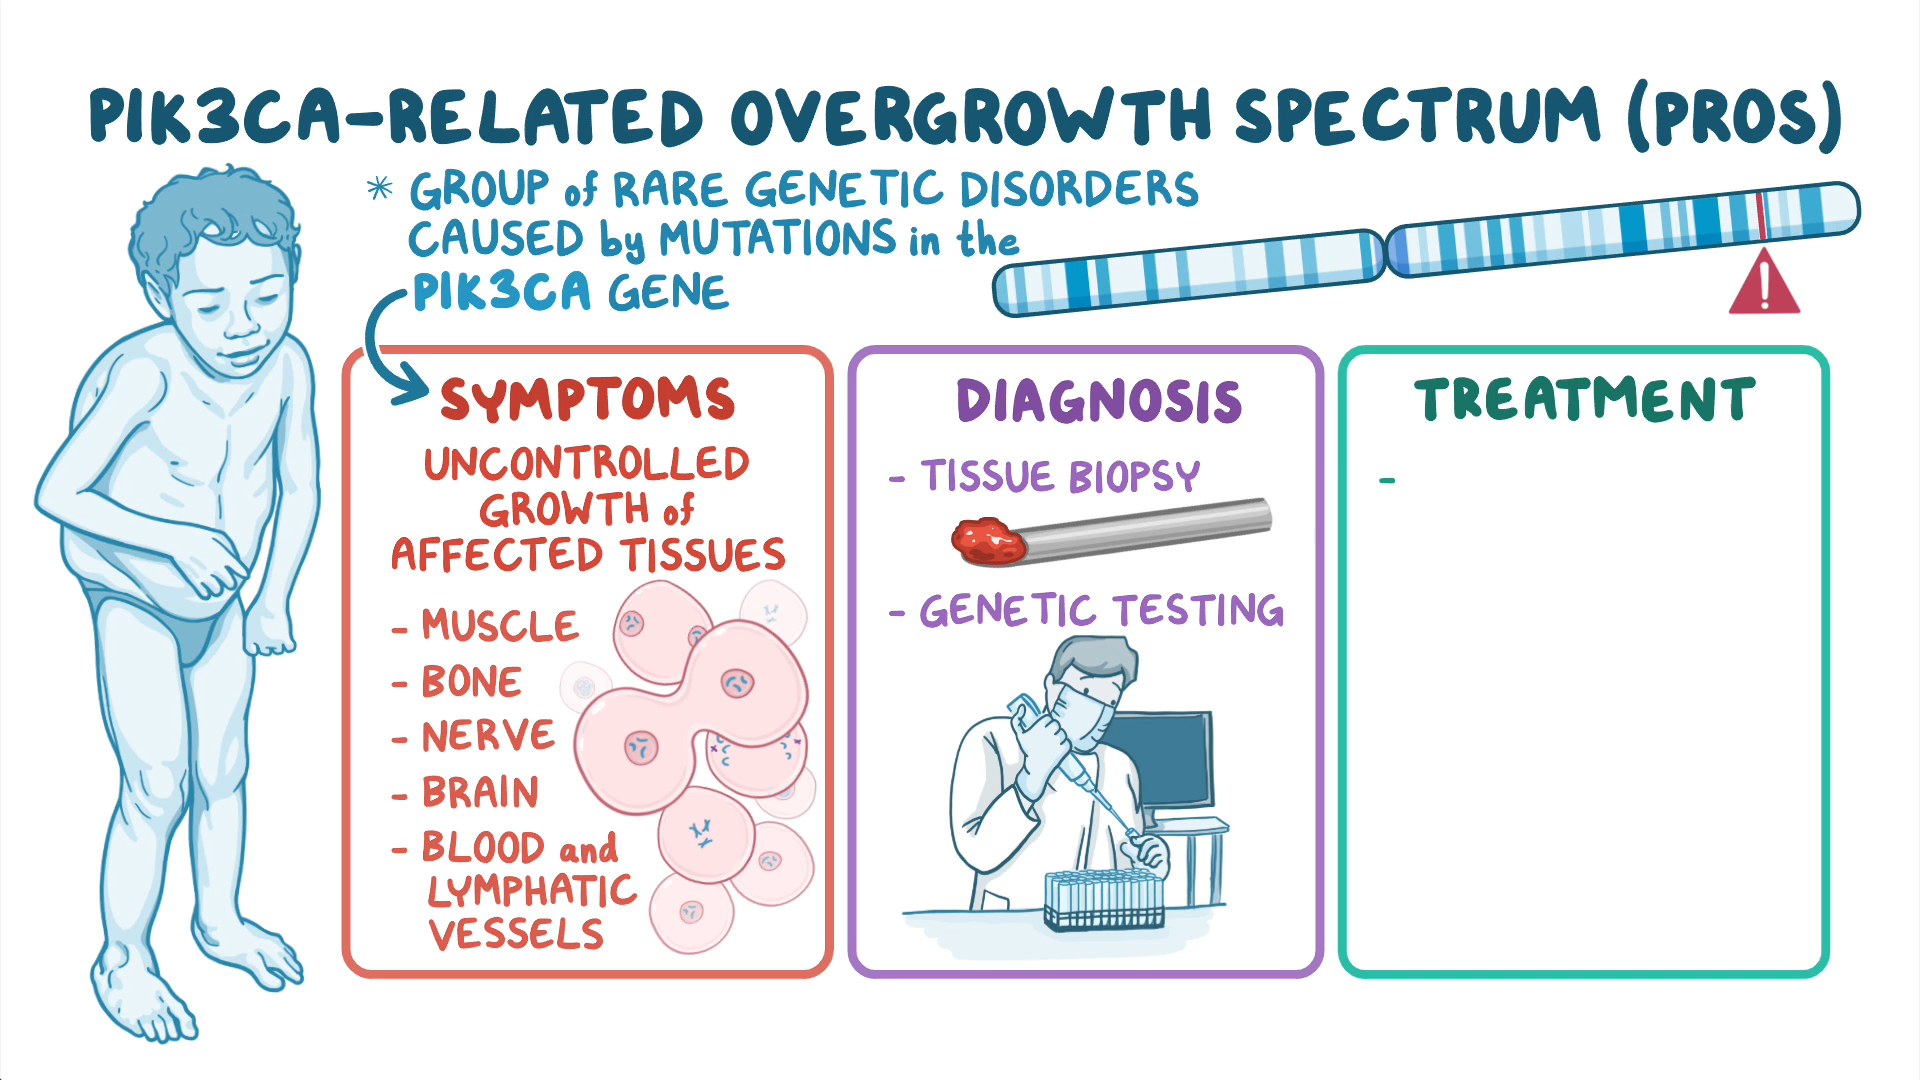 PIK3CA-RELATED OVERGROWTH SPECTRUM (PROS)
* GROUP of RARE GENETIC DISORDERS
CAUSED by MUTATIONS in the
PIK3CA GENE
SYMPTOMS
UNCONTROLLED
GROWTH of
AFFECTED TISSUES
- MUSCLE
- BONE
- NERVE
- BRAIN
- BLOOD and
LYMPHATIC
VESSELS
DIAGNOSIS
- TISSUE BIOPSY
- GENETIC TESTING
TREATMENT
-